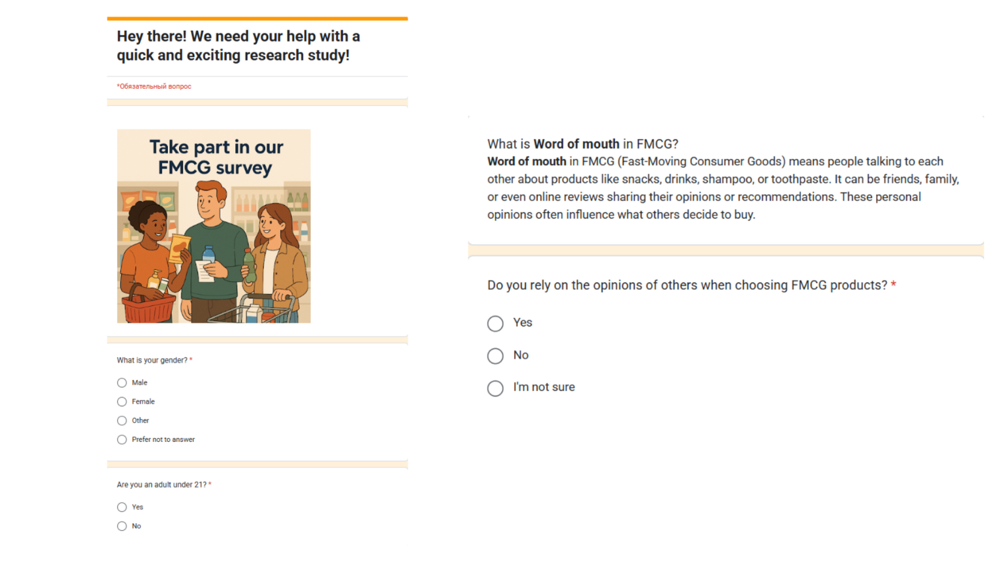 Hey there! We need your help with a
quick and exciting research study!
*Обязательный вопрос
Take part in our
FMCG survey
What is your gender? *
Male
Female
Other
Prefer not to answer
Are you an adult under 21? *
Yes
No
What is Word of mouth in FMCG?
Word of mouth in FMCG (Fast-Moving Consumer Goods) means people talking to each
other about products like snacks, drinks, shampoo, or toothpaste. It can be friends, family,
or even online reviews sharing their opinions or recommendations. These personal
opinions often influence what others decide to buy.
Do you rely on the opinions of others when choosing FMCG products? *
Yes
No
I'm not sure